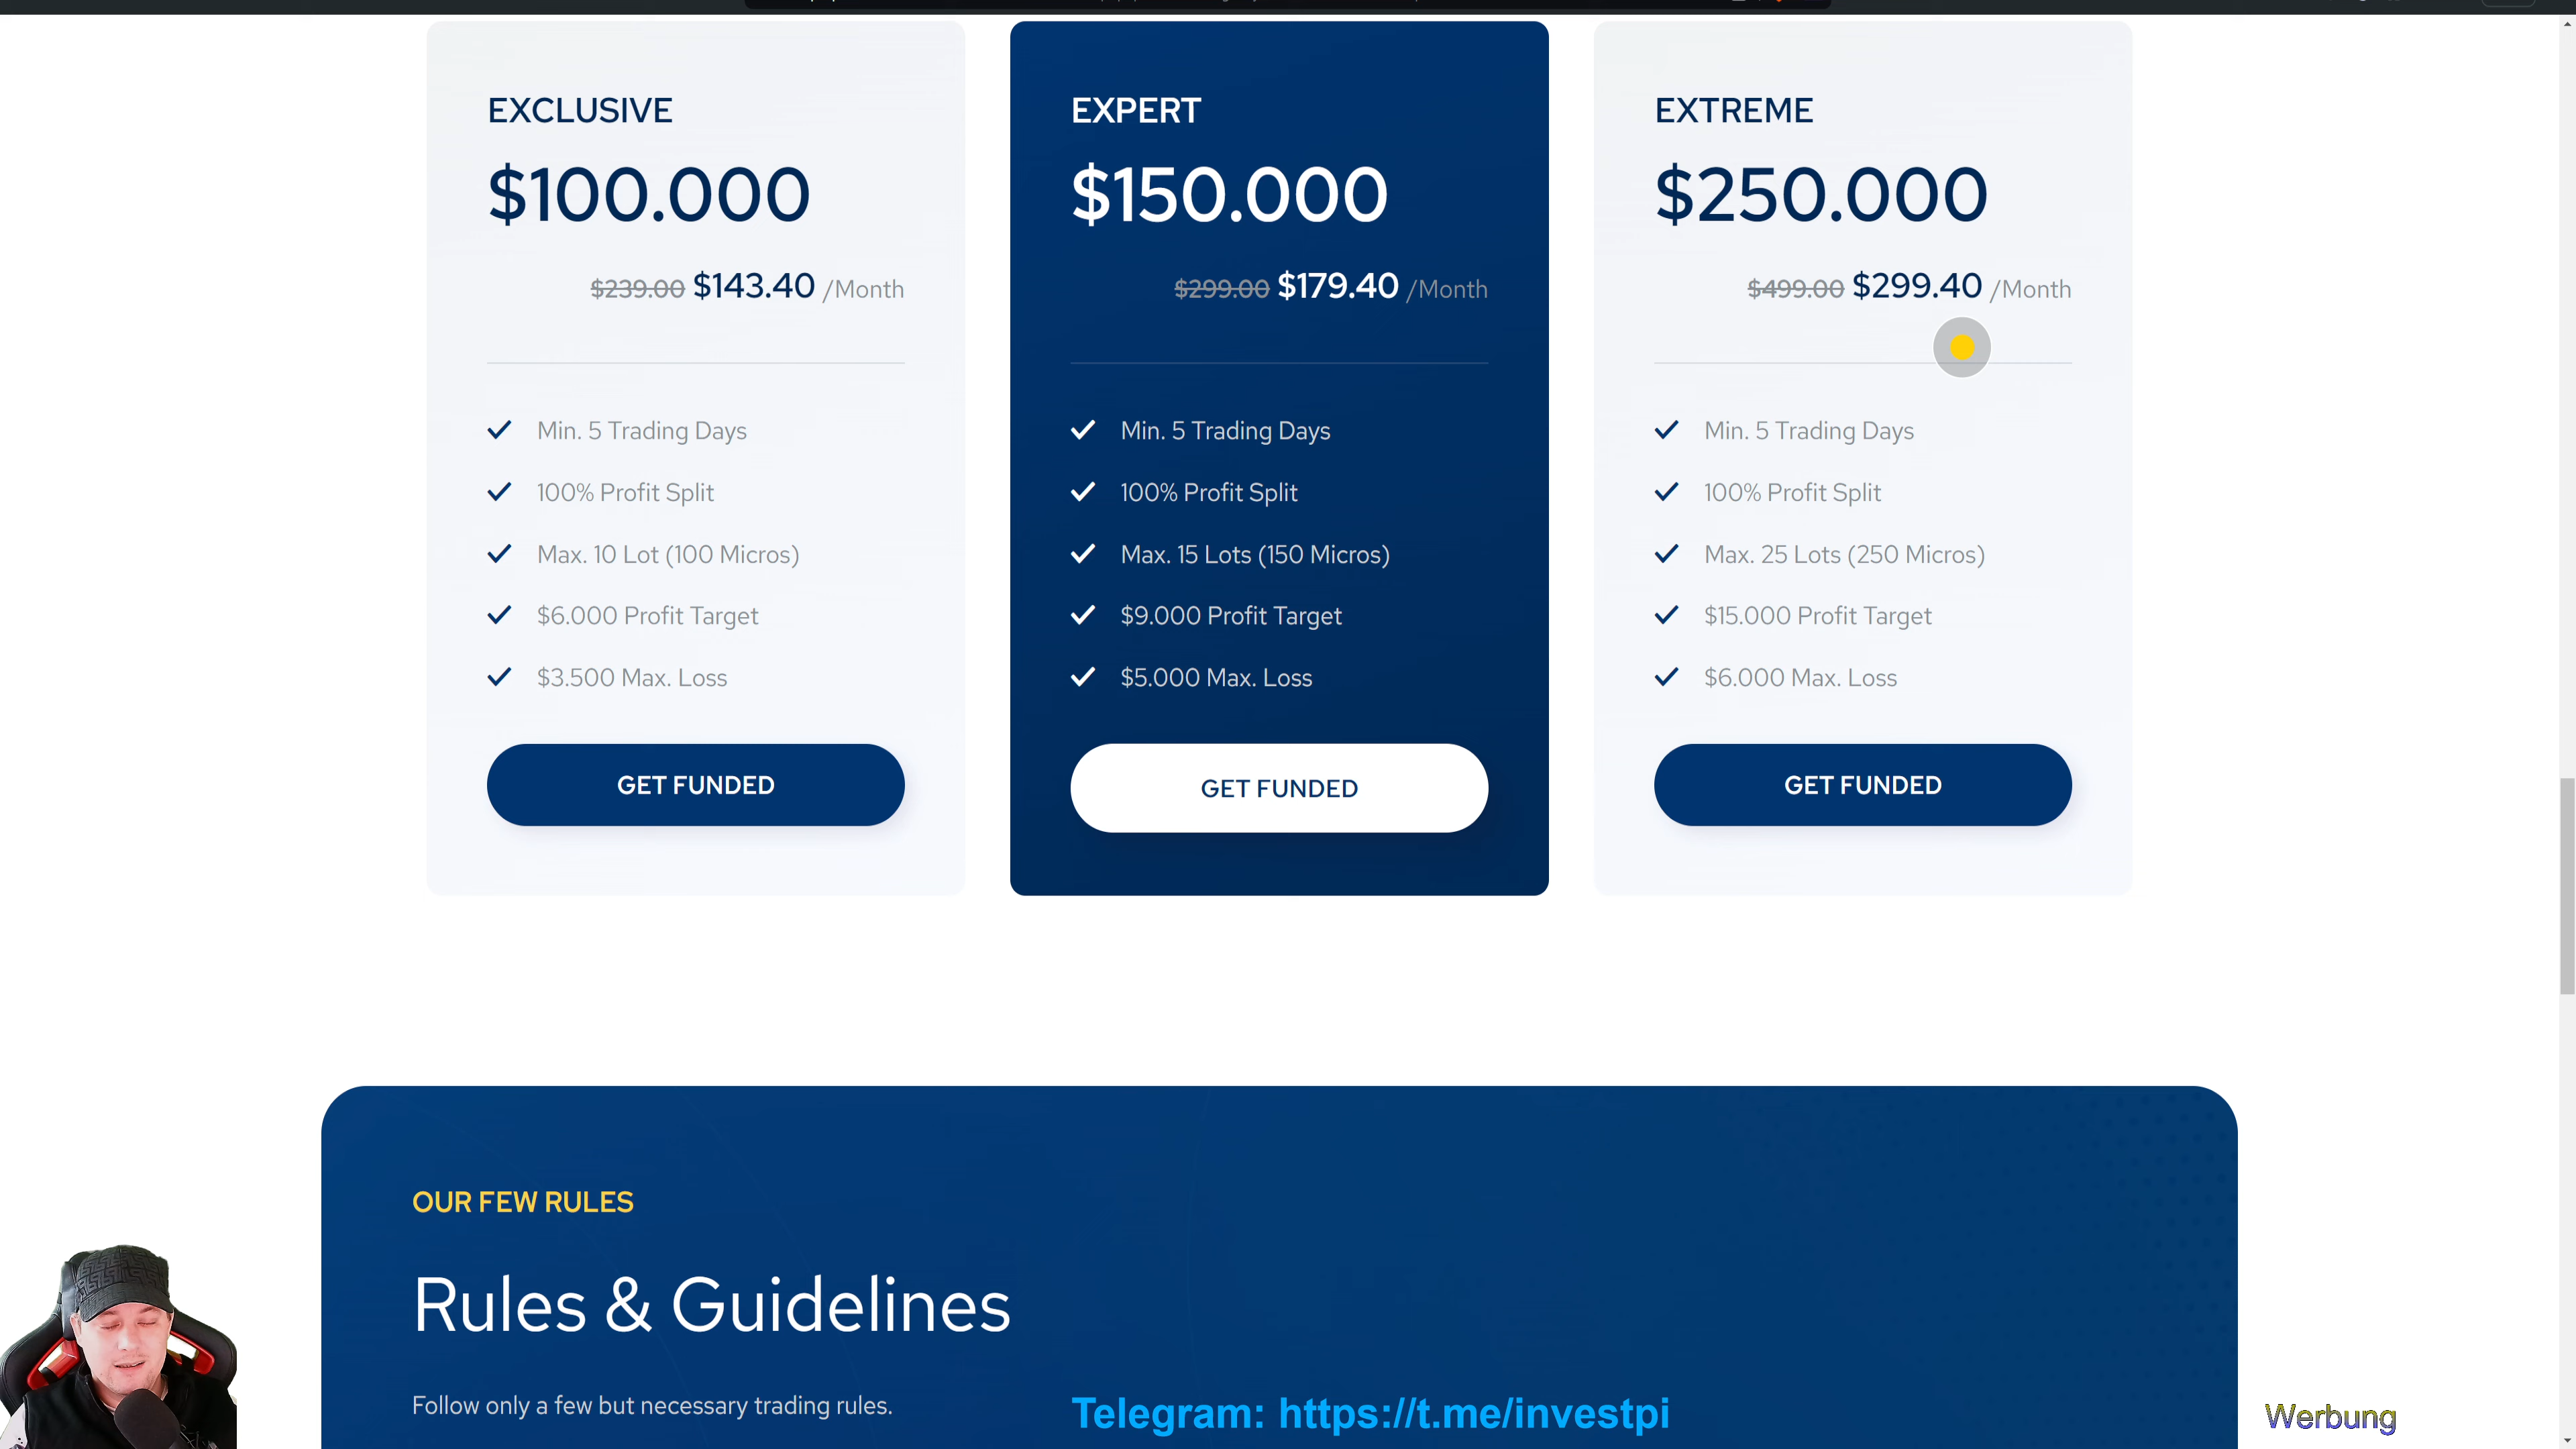 EXCLUSIVE
$100.000
$239.00 $143.40 /Month
Min. 5 Trading Days
100% Profit Split
Max. 10 Lot (100 Micros)
$6.000 Profit Target
$3.500 Max. Loss
GET FUNDED
EXPERT
$150.000
$299.00 $179.40 /Month
Min. 5 Trading Days
100% Profit Split
Max. 15 Lots (150 Micros)
$9.000 Profit Target
$5.000 Max. Loss
GET FUNDED
EXTREME
$250.000
$499.00 $299.40 /Month
Min. 5 Trading Days
100% Profit Split
Max. 25 Lots (250 Micros)
$15.000 Profit Target
$6.000 Max. Loss
GET FUNDED
OUR FEW RULES
Rules & Guidelines
Follow only a few but necessary trading rules.
Telegram: https://t.me/investpi
Werbung